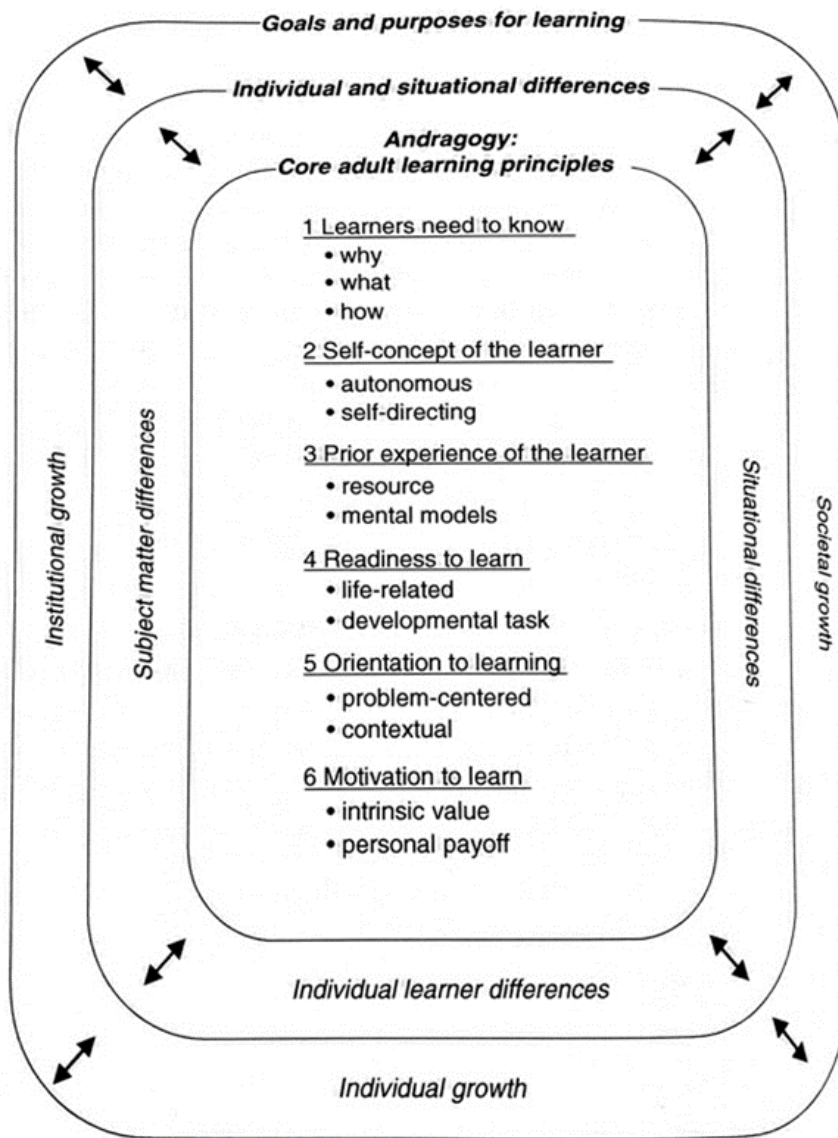 Goals and purposes for learning
Individual and situational differences
Andragogy:
Core adult learning principles
1 Learners need to know
• why
• what
• how
2 Self-concept of the learner
• autonomous
• self-directing
3 Prior experience of the learner
• resource
• mental models
4 Readiness to learn
• life-related
• developmental task
5 Orientation to learning
• problem-centered
• contextual
6 Motivation to learn
• intrinsic value
• personal payoff
Institutional growth
Subject matter differences
Situational differences
Societal growth
Individual learner differences
Individual growth